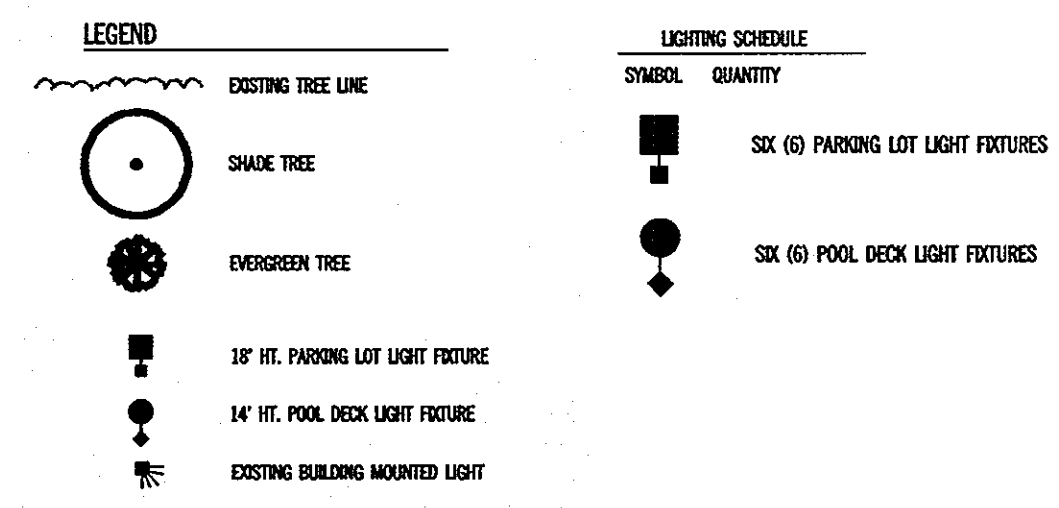 LEGEND
EXISTING TREE LINE
SHADE TREE
EVERGREEN TREE
18' HT. PARKING LOT LIGHT FIXTURE
14' HT. POOL DECK LIGHT FIXTURE
EXISTING BUILDING MOUNTED LIGHT
LIGHTING SCHEDULE
SYMBOL QUANTITY
SIX (6) PARKING LOT LIGHT FIXTURES
SIX (6) POOL DECK LIGHT FIXTURES